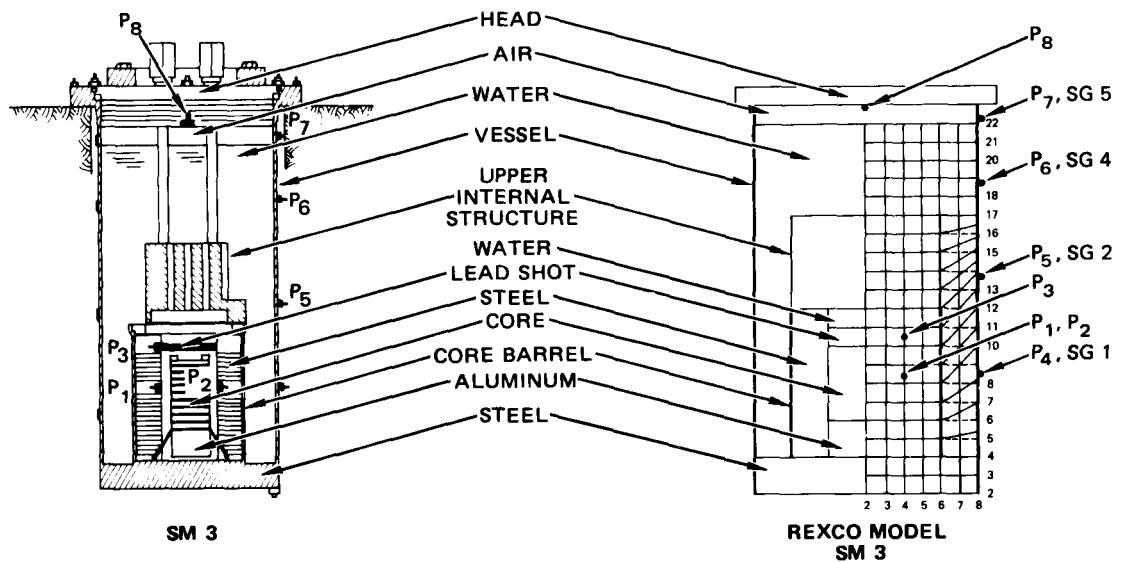 HEAD
AIR
WATER
VESSEL
UPPER
INTERNAL
STRUCTURE
WATER
LEAD SHOT
STEEL
CORE
CORE BARREL
ALUMINUM
STEEL
P8
P7
P6
P5
P3
P1
P2
SM 3
P8
P7, SG 5
P6, SG 4
P5, SG 2
P3
P1, P2
P4, SG 1
22
21
20
18
17
16
15
13
12
11
10
8
7
6
5
4
3
2
2 3 4 5 6 7 8
REXCO MODEL
SM 3